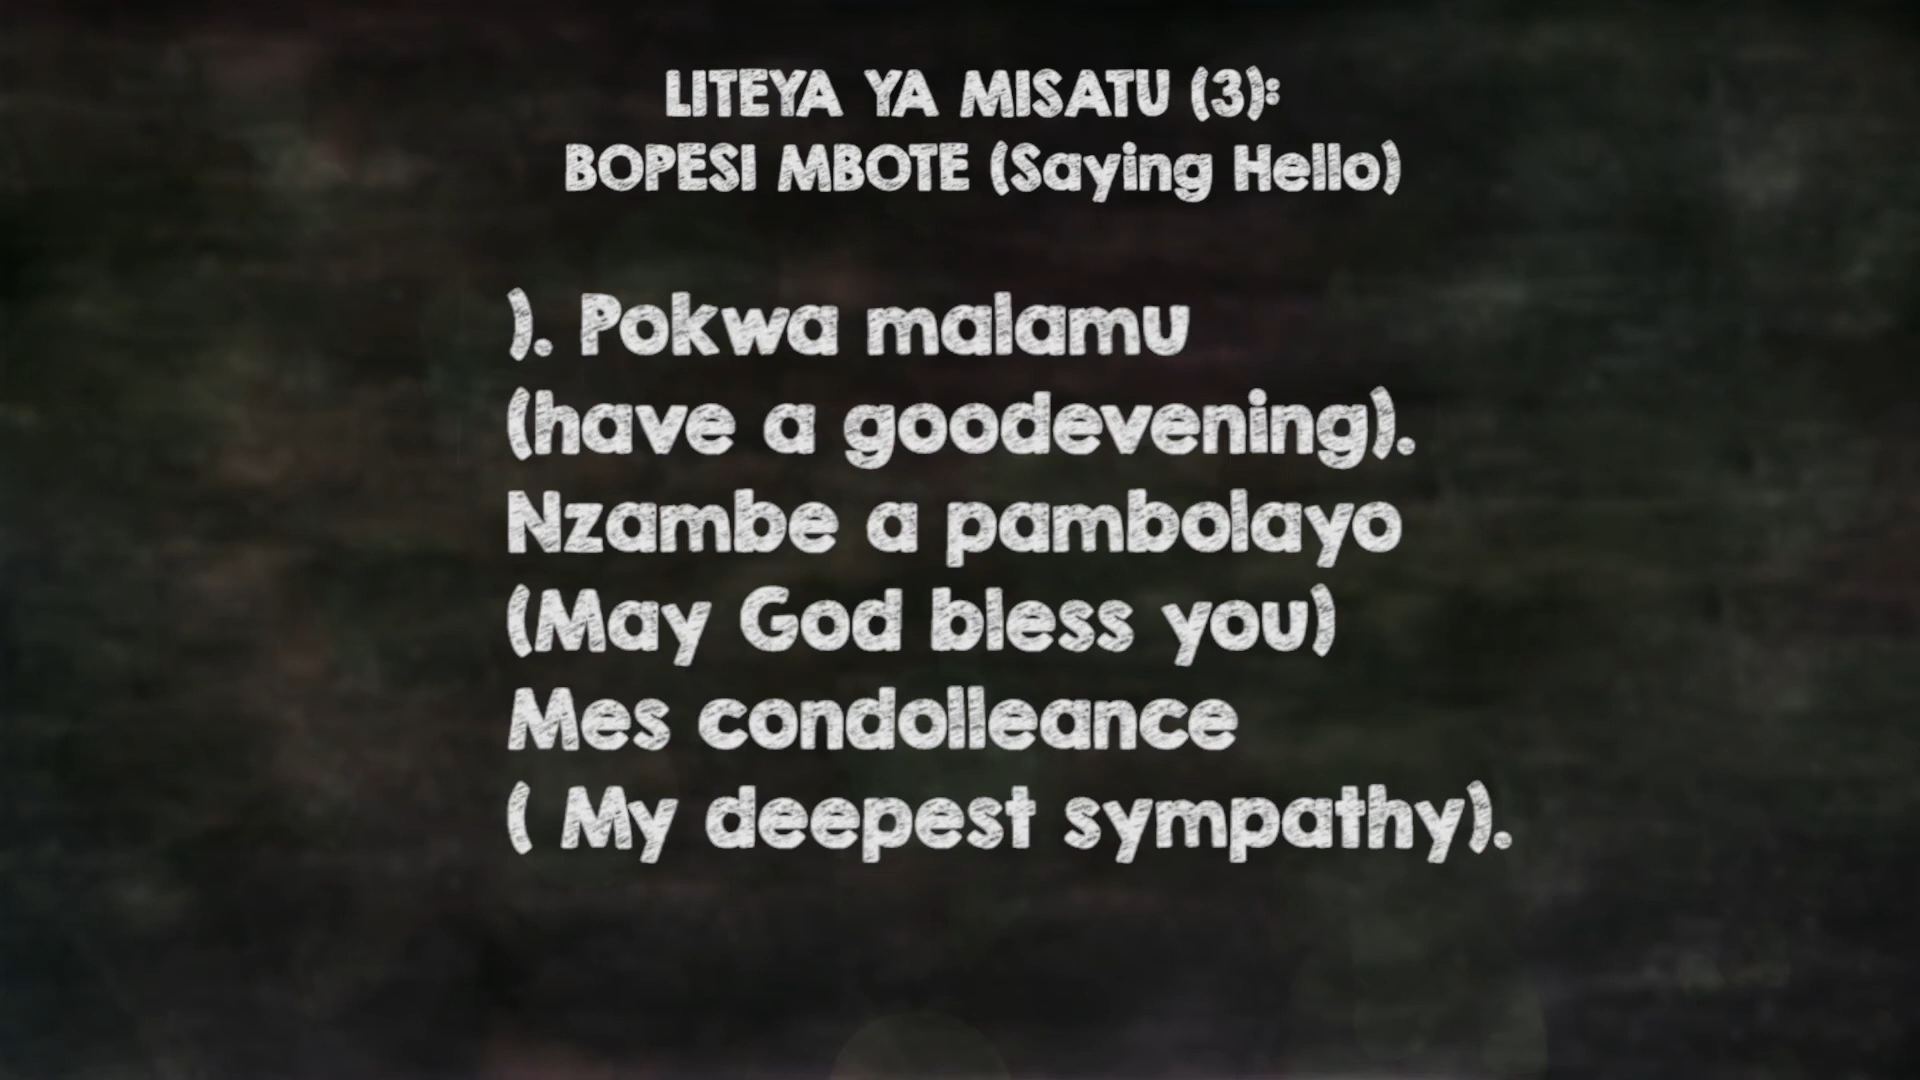 LITEYA YA MISATU (3):
BOPESI MBOTE (Saying Hello)
). Pokwa malamu
(have a goodevening).
Nzambe a pambolayo
(May God bless you)
Mes condolleance
( My deepest sympathy).